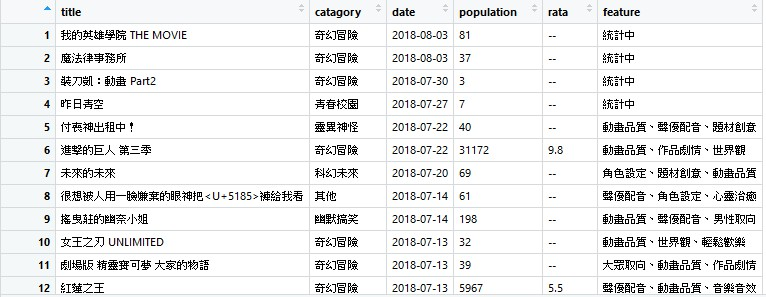 title catagory date population rata feature
1 我的英雄學院 THE MOVIE 奇幻冒險 2018-08-03 81 -- 統計中
2 魔法律事務所 奇幻冒險 2018-08-03 37 -- 統計中
3 裝刀凱：動畫 Part2 奇幻冒險 2018-07-30 3 -- 統計中
4 昨日青空 青春校園 2018-07-27 7 -- 統計中
5 付喪神出租中！ 靈異神怪 2018-07-22 40 -- 動畫品質、聲優配音、題材創意
6 進擊的巨人 第三季 奇幻冒險 2018-07-22 31172 9.8 動畫品質、作品劇情、世界觀
7 未來的未來 科幻未來 2018-07-20 69 -- 角色設定、題材創意、動畫品質
8 很想被人用一臉嫌棄的眼神把<U+5185>褲給我看 其他 2018-07-14 61 -- 聲優配音、角色設定、心靈治癒
9 搖曳莊的幽奈小姐 幽默搞笑 2018-07-14 198 -- 動畫品質、聲優配音、男性取向
10 女王之刃 UNLIMITED 奇幻冒險 2018-07-13 32 -- 動畫品質、世界觀、輕鬆歡樂
11 劇場版 精靈寶可夢 大家的物語 奇幻冒險 2018-07-13 39 -- 大眾取向、動畫品質、作品劇情
12 紅蓮之王 奇幻冒險 2018-07-13 5967 5.5 聲優配音、動畫品質、音樂音效